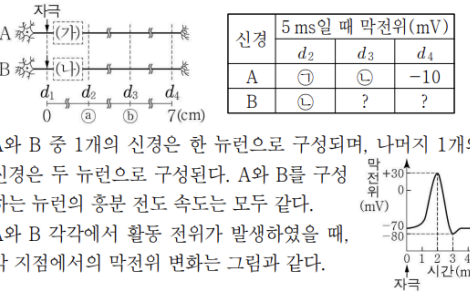 자극
A (가)
B (나)
d1 d2 d3 d4
0 ⓐ ⓑ 7(cm)
신경 5 ms일 때 막전위(mV)
d2 d3 d4
A ㉠ ㉡ -10
B ㉡ ? ?
A와 B 중 1개의 신경은 한 뉴런으로 구성되며, 나머지 1개의
신경은 두 뉴런으로 구성된다. A와 B를 구성
하는 뉴런의 흥분 전도 속도는 모두 같다.
A와 B 각각에서 활동 전위가 발생하였을 때,
각 지점에서의 막전위 변화는 그림과 같다.
막전위(mV)
+30
0
-70
-80
1 2 3 4
시간
자극